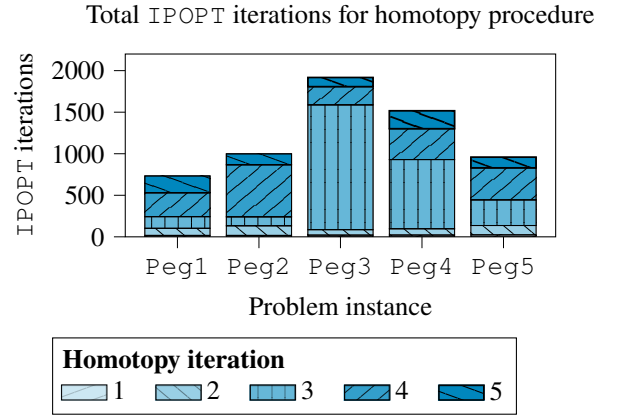 Total IPOPT iterations for homotopy procedure
IPOPT iterations
2000
1500
1000
500
0
Peg1 Peg2 Peg3 Peg4 Peg5
Problem instance
Homotopy iteration
1 2 3 4 5